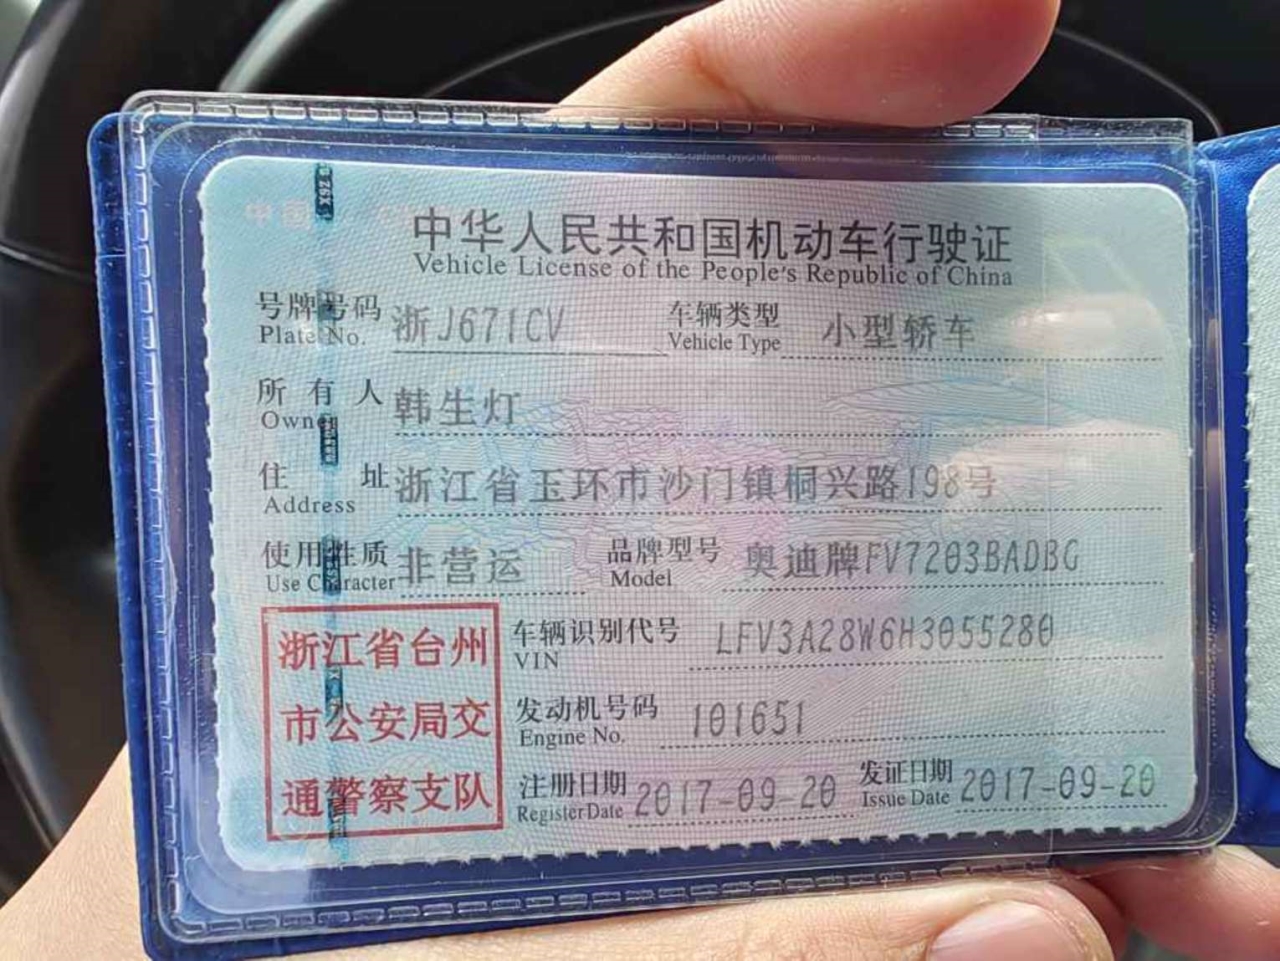 中华人民共和国机动车行驶证
Vehicle License of the People's Republic of China
号牌号码 浙J671CV 车辆类型 小型轿车
Plate No. Vehicle Type
所有人 韩生灯
Owner
住址 浙江省玉环市沙门镇桐兴路198号
Address
使用性质 非营运 品牌型号 奥迪牌FV7203BADBG
Use Character Model
浙江省台州
市公安局交
通警察支队
车辆识别代号 LFV3A28W6H3055280
VIN
发动机号码 101651
Engine No.
注册日期 2017-09-20 发证日期 2017-09-20
Register Date Issue Date